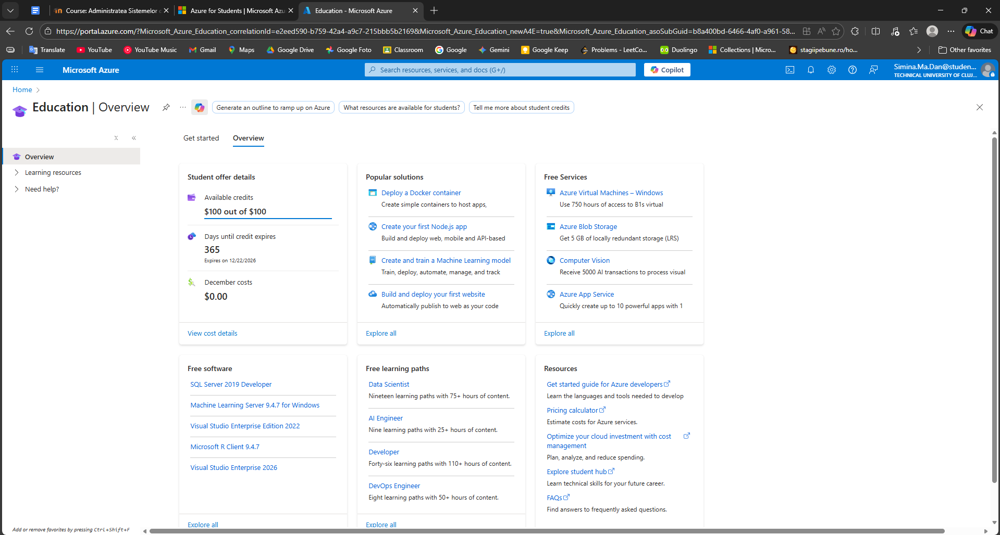 Course: Administratea Sistemelor
Azure for Students | Microsoft Azu
Education - Microsoft Azure
https://portal.azure.com/?Microsoft_Azure_Education_correlationId=e2eed590-b759-42a4-a9c7-215bbb5b2169&Microsoft_Azure_Education_newA4E=true&Microsoft_Azure_Education_asoSubGuid=b8a400bd-6466-4af0-a961-58...
Chat
Translate
YouTube
YouTube Music
Gmail
Maps
Google Drive
Google Foto
Classroom
Google
Gemini
Google Keep
Problems - LeetCo...
Duolingo
Collections | Micro...
stagiipebune.ro/ho...
Other favorites
Microsoft Azure
Search resources, services, and docs (G+/)
Copilot
Simina.Ma.Dan@studen...
TECHNICAL UNIVERSITY OF CLUJ...
Home
Education | Overview
...
Generate an outline to ramp up on Azure
What resources are available for students?
Tell me more about student credits
Overview
Learning resources
Need help?
Get started
Overview
Student offer details
Available credits
$100 out of $100
Days until credit expires
365
Expires on 12/22/2026
December costs
$0.00
View cost details
Popular solutions
Deploy a Docker container
Create simple containers to host apps,
Create your first Node.js app
Build and deploy web, mobile and API-based
Create and train a Machine Learning model
Train, deploy, automate, manage, and track
Build and deploy your first website
Automatically publish to web as your code
Explore all
Free Services
Azure Virtual Machines – Windows
Use 750 hours of access to B1s virtual
Azure Blob Storage
Get 5 GB of locally redundant storage (LRS)
Computer Vision
Receive 5000 AI transactions to process visual
Azure App Service
Quickly create up to 10 powerful apps with 1
Explore all
Free software
SQL Server 2019 Developer
Machine Learning Server 9.4.7 for Windows
Visual Studio Enterprise Edition 2022
Microsoft R Client 9.4.7
Visual Studio Enterprise 2026
Explore all
Free learning paths
Data Scientist
Nineteen learning paths with 75+ hours of content.
AI Engineer
Nine learning paths with 25+ hours of content.
Developer
Forty-six learning paths with 110+ hours of content.
DevOps Engineer
Eight learning paths with 50+ hours of content.
Explore all
Resources
Get started guide for Azure developers
Learn the languages and tools needed to develop
Pricing calculator
Estimate costs for Azure services.
Optimize your cloud investment with cost
management
Plan, analyze, and reduce spending.
Explore student hub
Learn technical skills for your future career.
FAQs
Find answers to frequently asked questions.
Add or remove favorites by pressing Ctrl+Shift+F